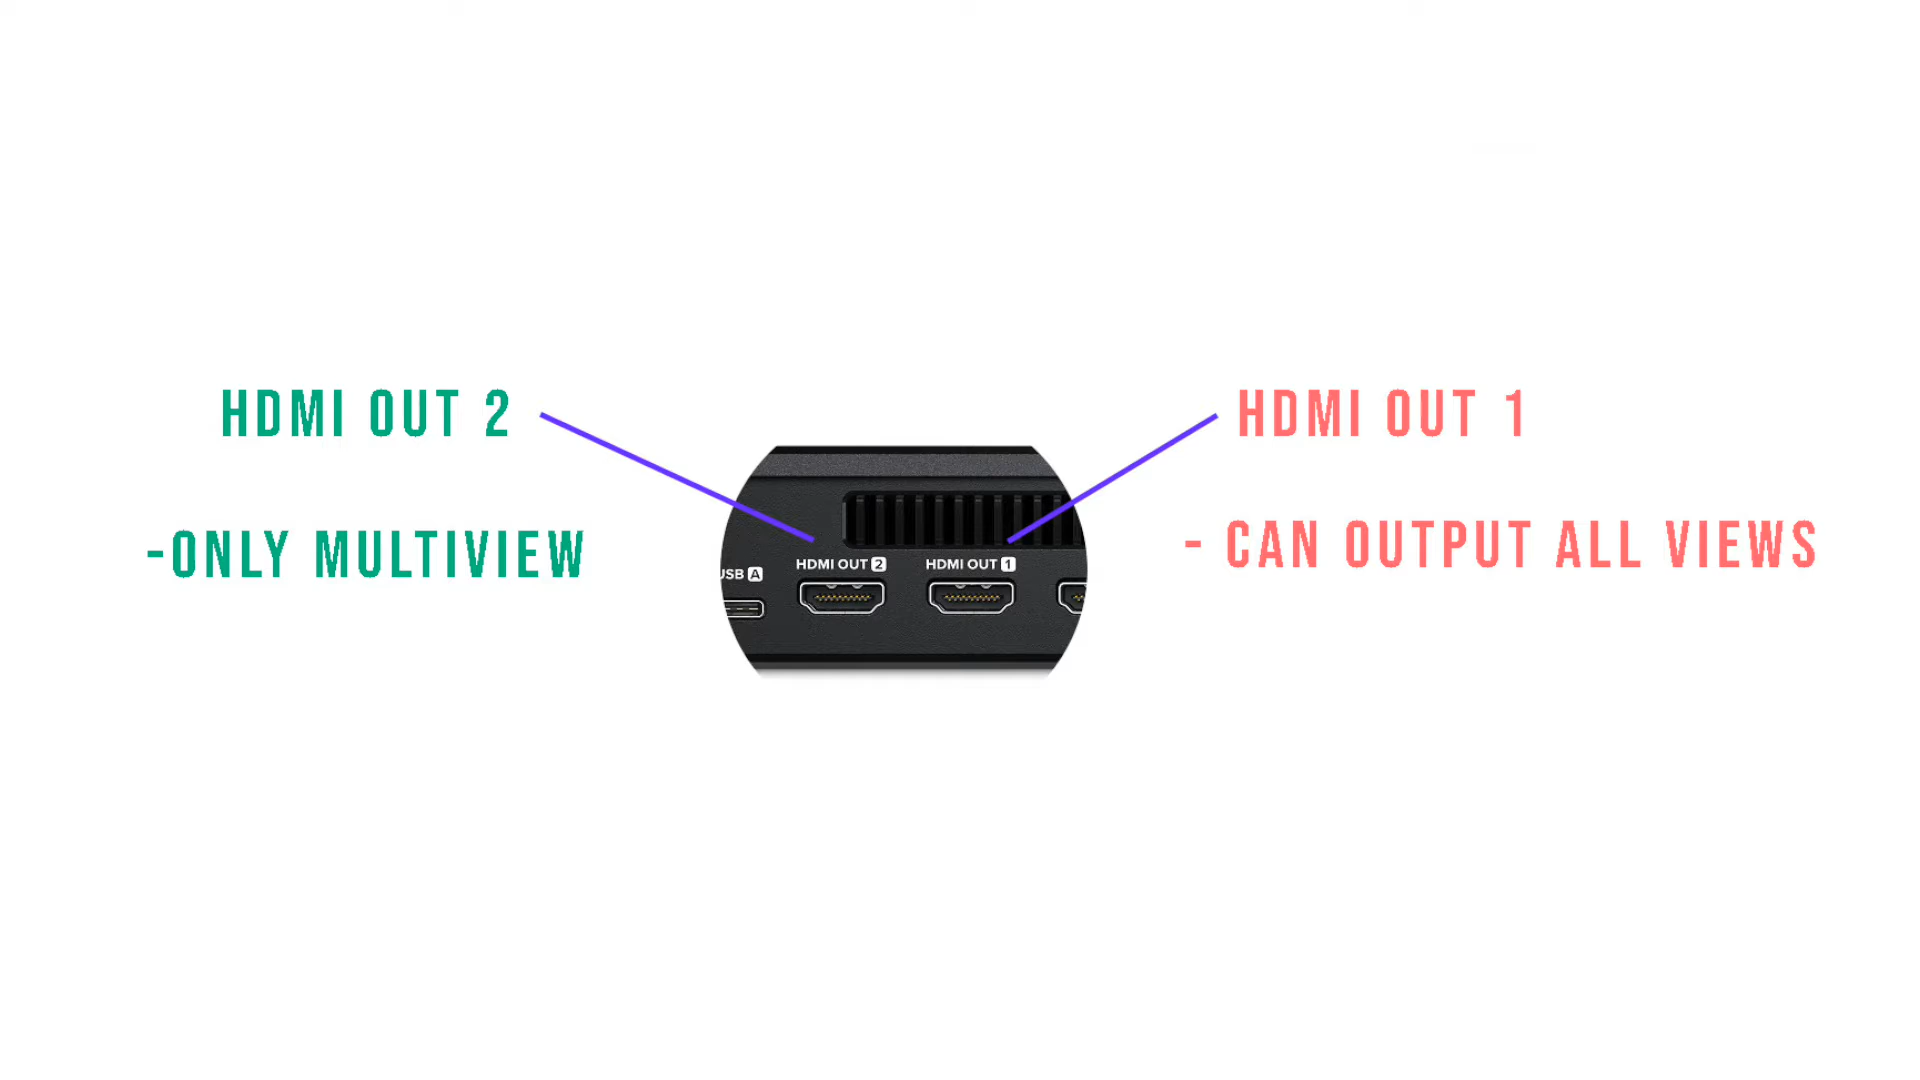 HDMI OUT 2
-ONLY MULTIVIEW
HDMI OUT 1
- CAN OUTPUT ALL VIEWS
USB A
HDMI OUT 2
HDMI OUT 1